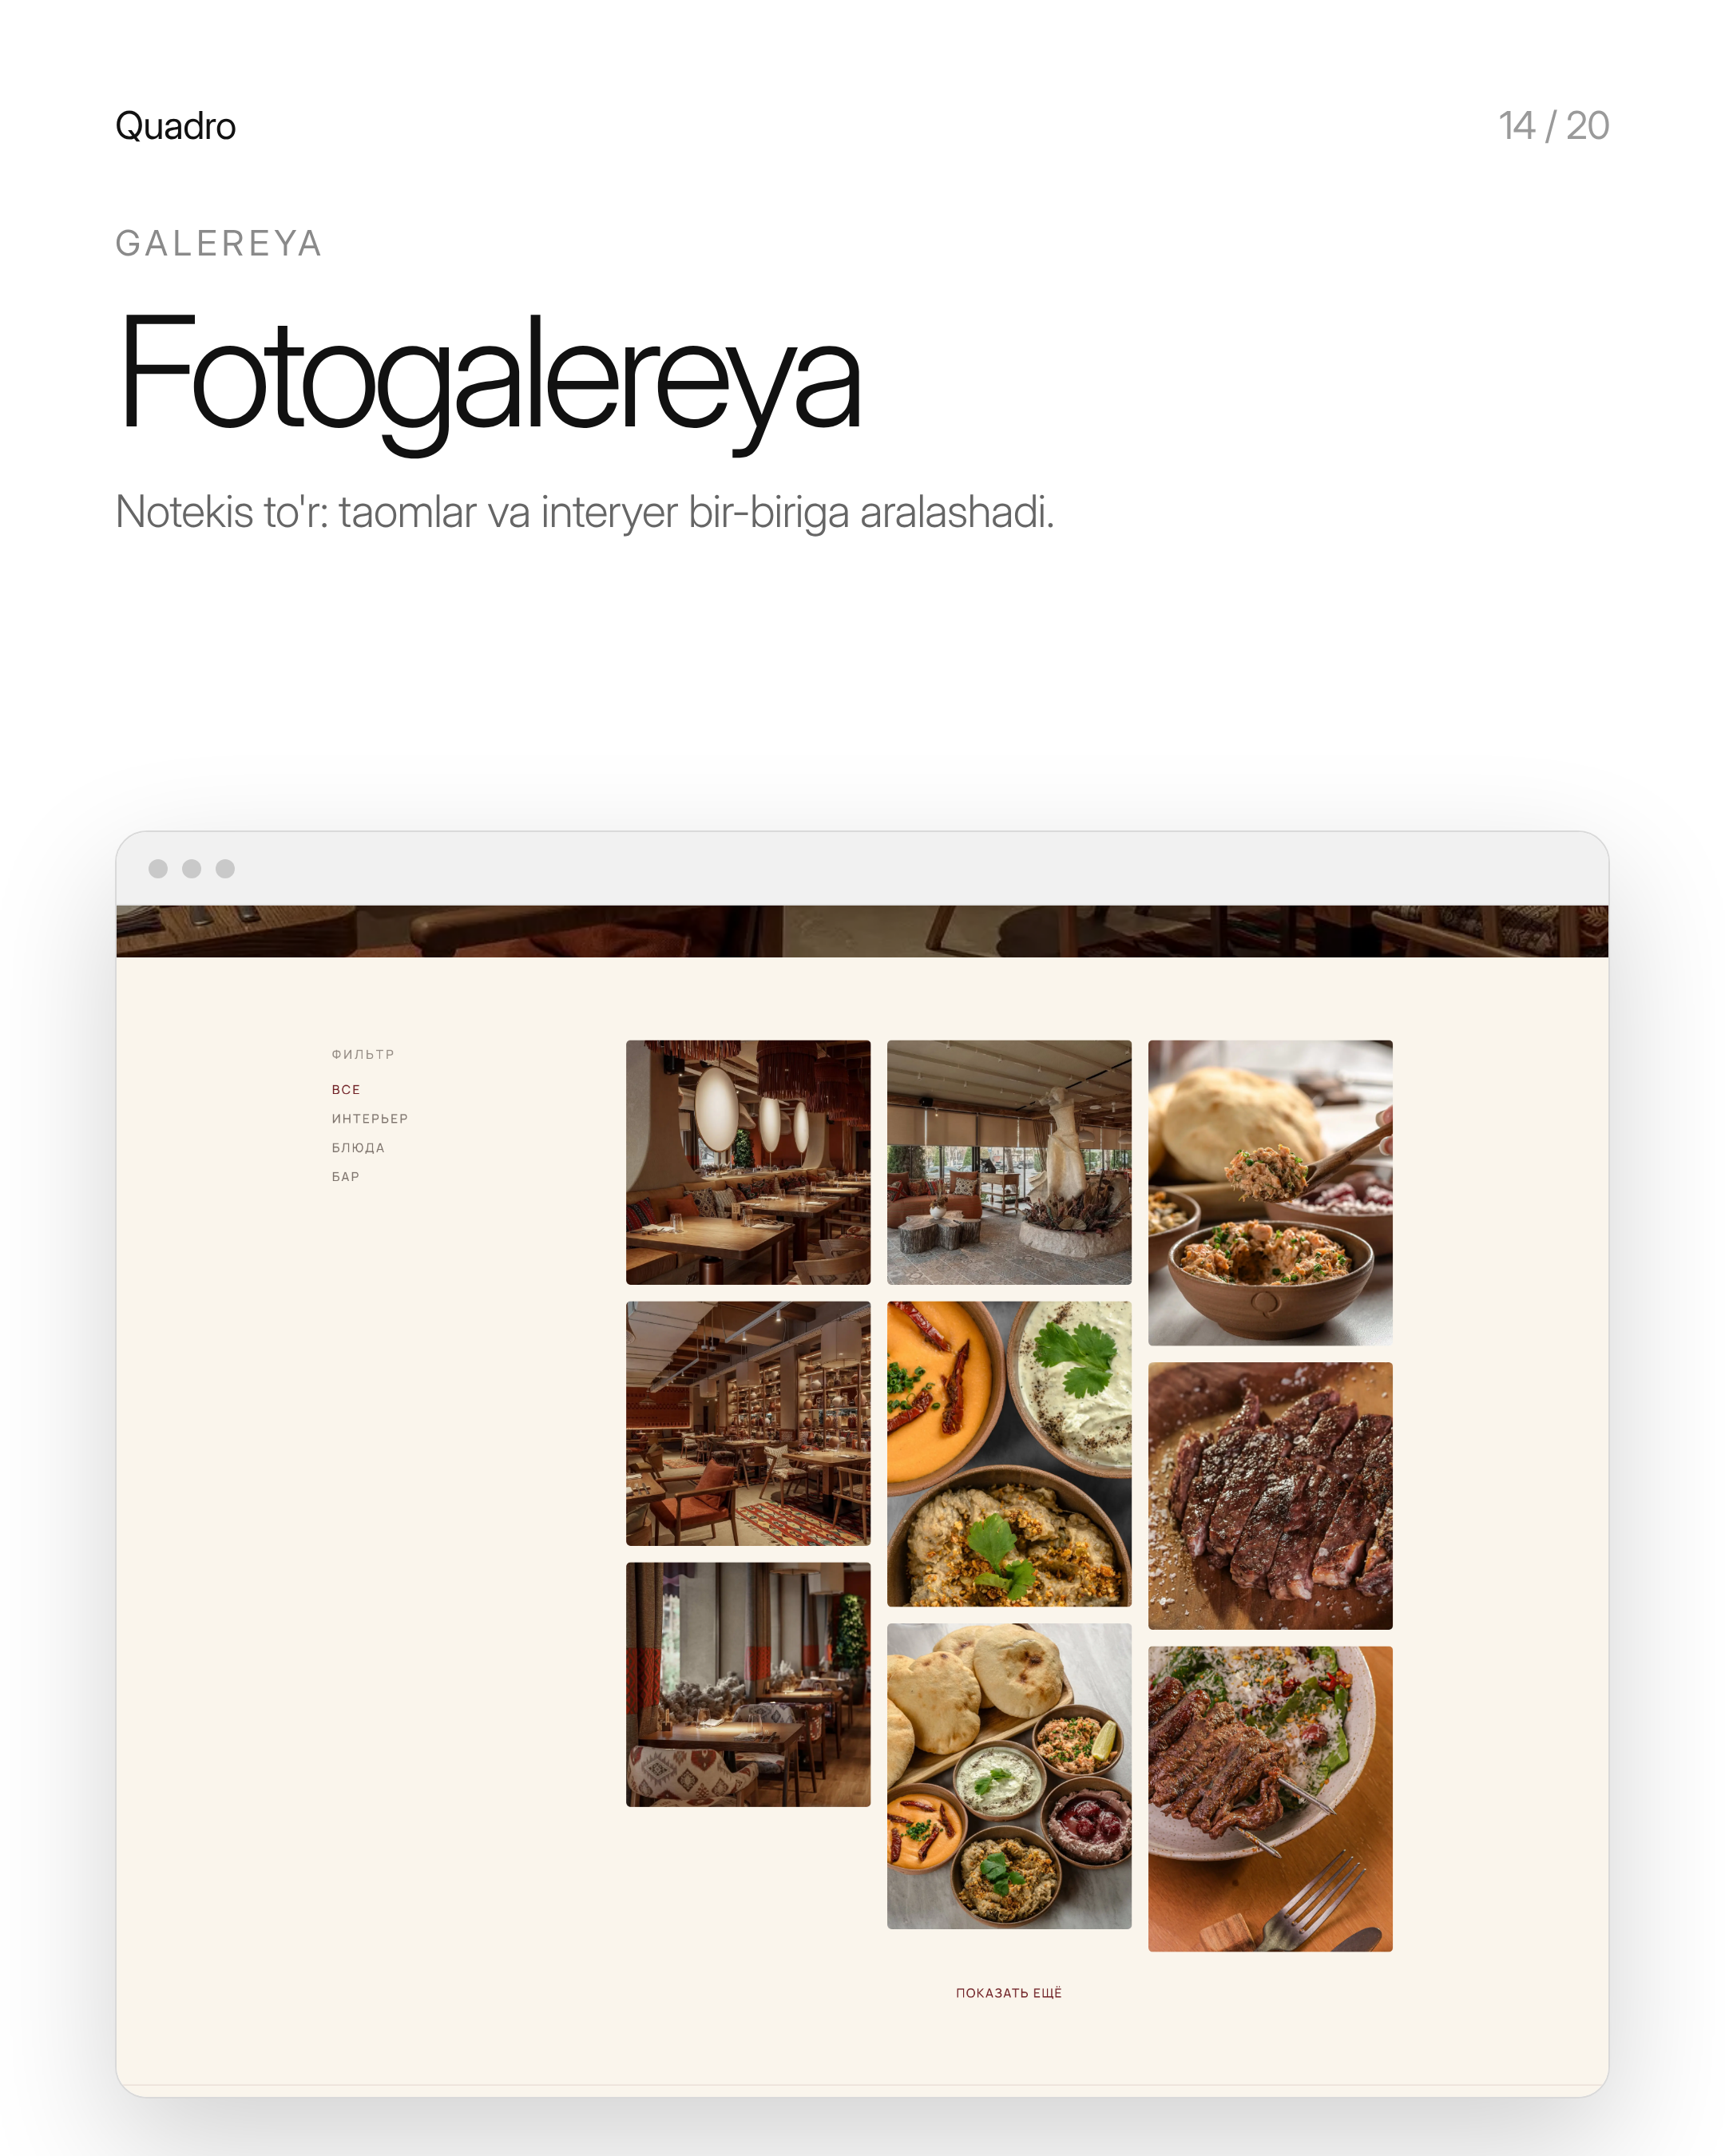 Quadro
14 / 20
GALEREYA
Fotogalereya
Notekis to'r: taomlar va interyer bir-biriga aralashadi.
ФИЛЬТР
ВСЕ
ИНТЕРЬЕР
БЛЮДА
БАР
ПОКАЗАТЬ ЕЩЁ